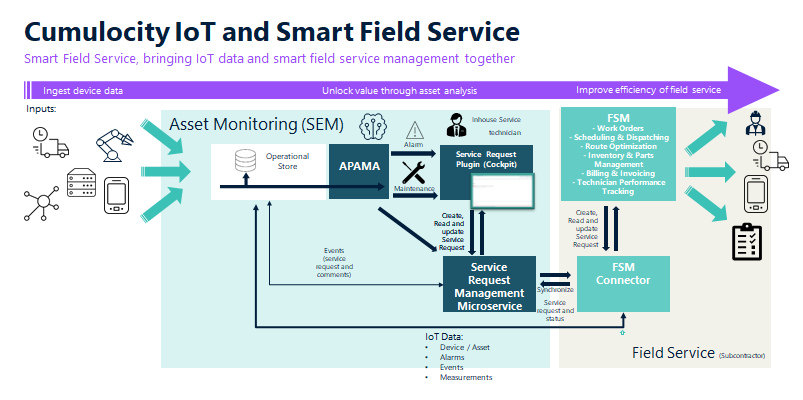 Cumulocity IoT and Smart Field Service
Smart Field Service, bringing IoT data and smart field service management together
Ingest device data
Unlock value through asset analysis
Improve efficiency of field service
Inputs:
Asset Monitoring (SEM)
Alarm
Inhouse Service
technician
Operational
Store
APAMA
Maintenance
Service Request
Plugin (Cockpit)
FSM
- Work Orders
- Scheduling & Dispatching
- Route Optimization
- Inventory & Parts
Management
- Billing & Invoicing
- Technician Performance
Tracking
Create,
Read and
update
Service
Request
Create,
Read and
update
Service
Request
Events
(service
request and
comments)
Service
Request
Management
Microservice
Synchronize
Service
request and
status
FSM
Connector
IoT Data:
• Device / Asset
• Alarms
• Events
• Measurements
Field Service (Subcontractor)